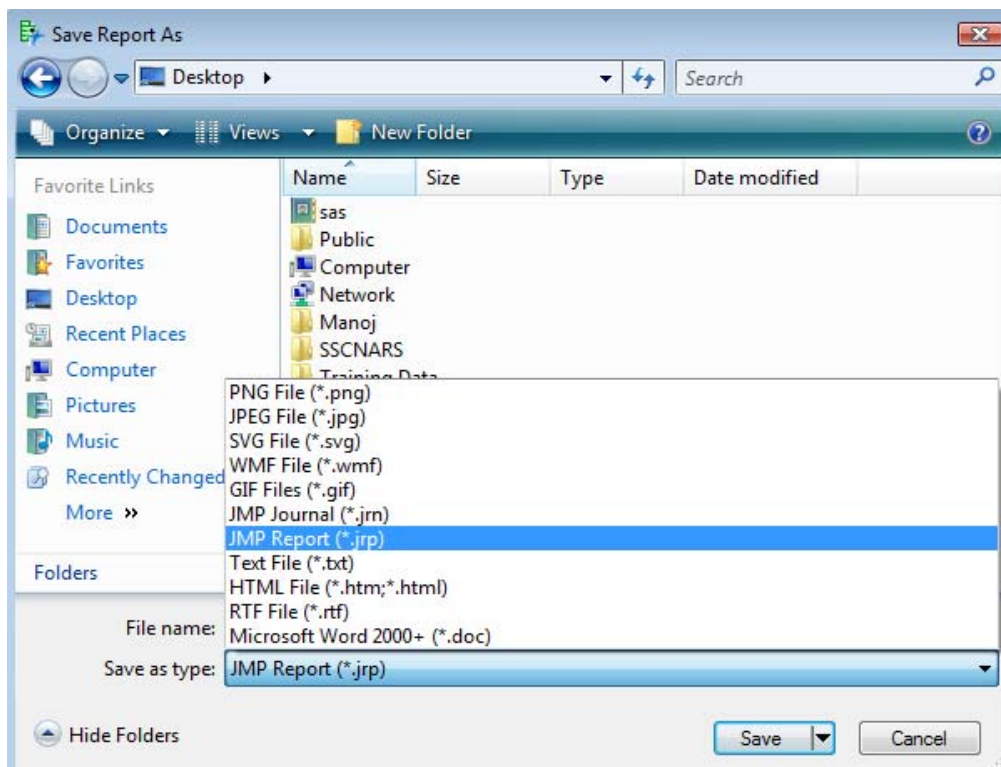 Save Report As
Desktop
Search
Organize Views New Folder
Favorite Links
Documents
Favorites
Desktop
Recent Places
Computer
Pictures
Music
Recently Changed
More »
Folders
Name Size Type Date modified
sas
Public
Computer
Network
Manoj
SSCNARS
Training Data
PNG File (*.png)
JPEG File (*.jpg)
SVG File (*.svg)
WMF File (*.wmf)
GIF Files (*.gif)
JMP Journal (*.jrn)
JMP Report (*.jrp)
Text File (*.txt)
HTML File (*.htm;*.html)
RTF File (*.rtf)
Microsoft Word 2000+ (*.doc)
File name:
Save as type: JMP Report (*.jrp)
Hide Folders Save Cancel